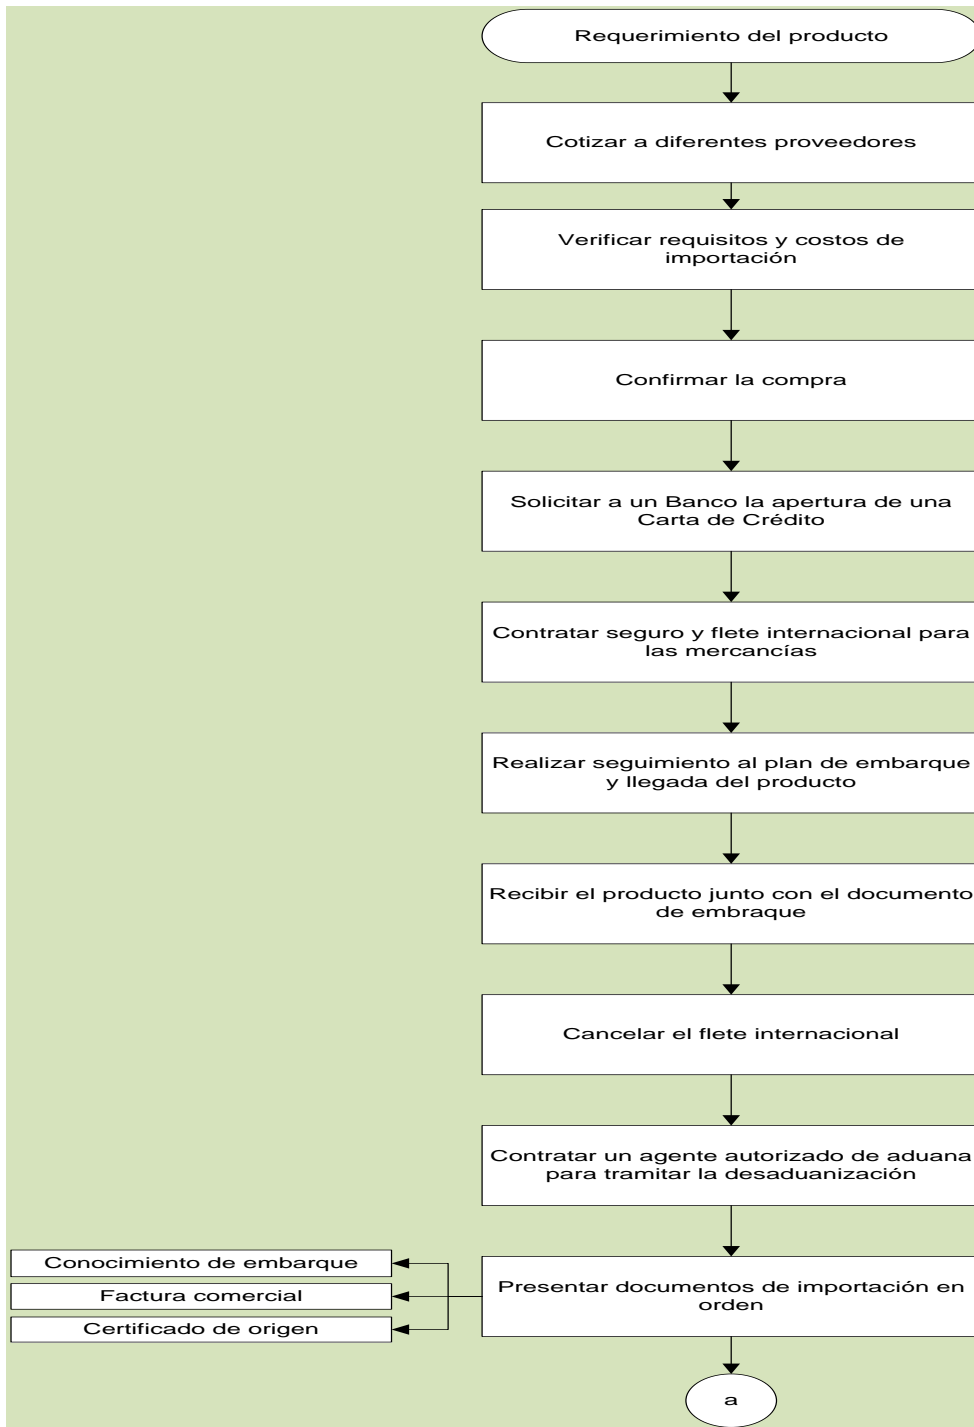 Requerimiento del producto
Cotizar a diferentes proveedores
Verificar requisitos y costos de
importación
Confirmar la compra
Solicitar a un Banco la apertura de una
Carta de Crédito
Contratar seguro y flete internacional para
las mercancías
Realizar seguimiento al plan de embarque
y llegada del producto
Recibir el producto junto con el documento
de embraque
Cancelar el flete internacional
Contratar un agente autorizado de aduana
para tramitar la desaduanización
Presentar documentos de importación en
orden
Conocimiento de embarque
Factura comercial
Certificado de origen
a